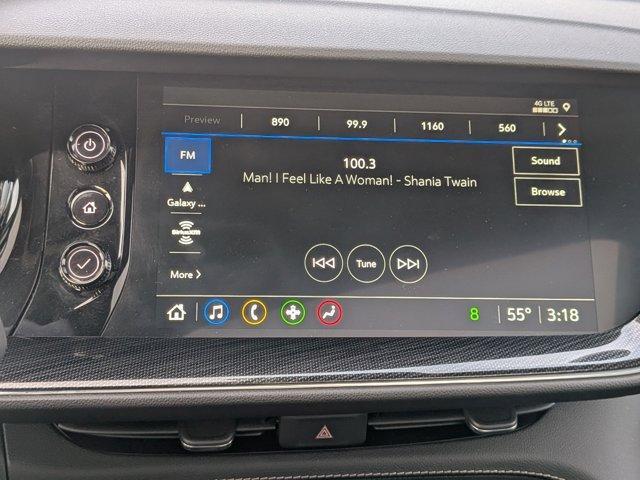 4G LTE
Preview 890 99.9 1160 560
FM
100.3
Sound
Man! I Feel Like A Woman! - Shania Twain
Galaxy ...
Browse
SiriusXM
Tune
More
8 55° 3:18